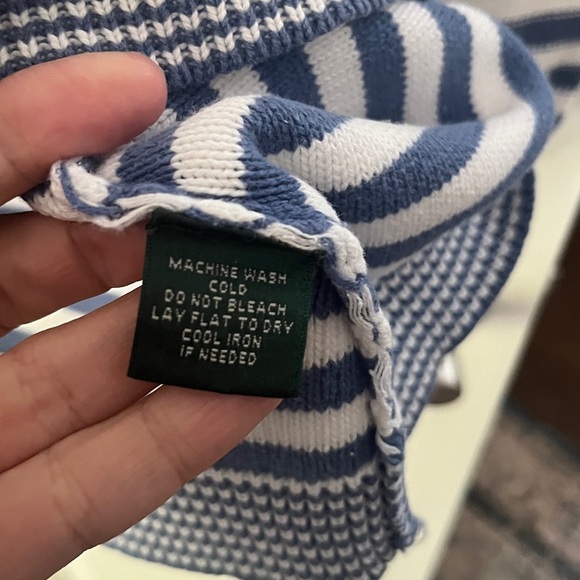 MACHINE WASH
COLD
DO NOT BLEACH
LAY FLAT TO DRY
COOL IRON
IF NEEDED